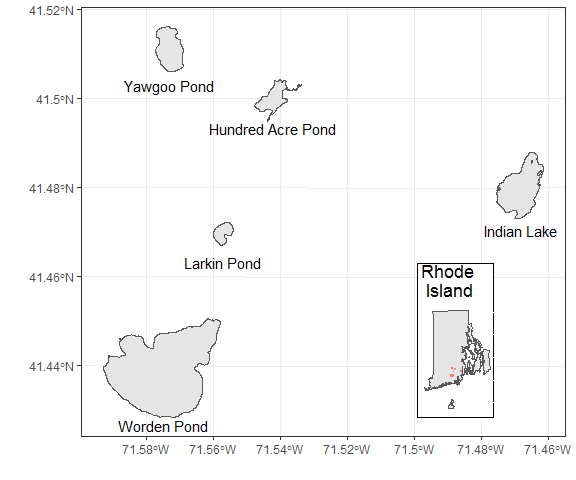 41.52°N
Yawgoo Pond
41.5°N
Hundred Acre Pond
41.48°N
Indian Lake
Larkin Pond
41.46°N
Rhode
Island
41.44°N
Worden Pond
71.58°W 71.56°W 71.54°W 71.52°W 71.5°W 71.48°W 71.46°W